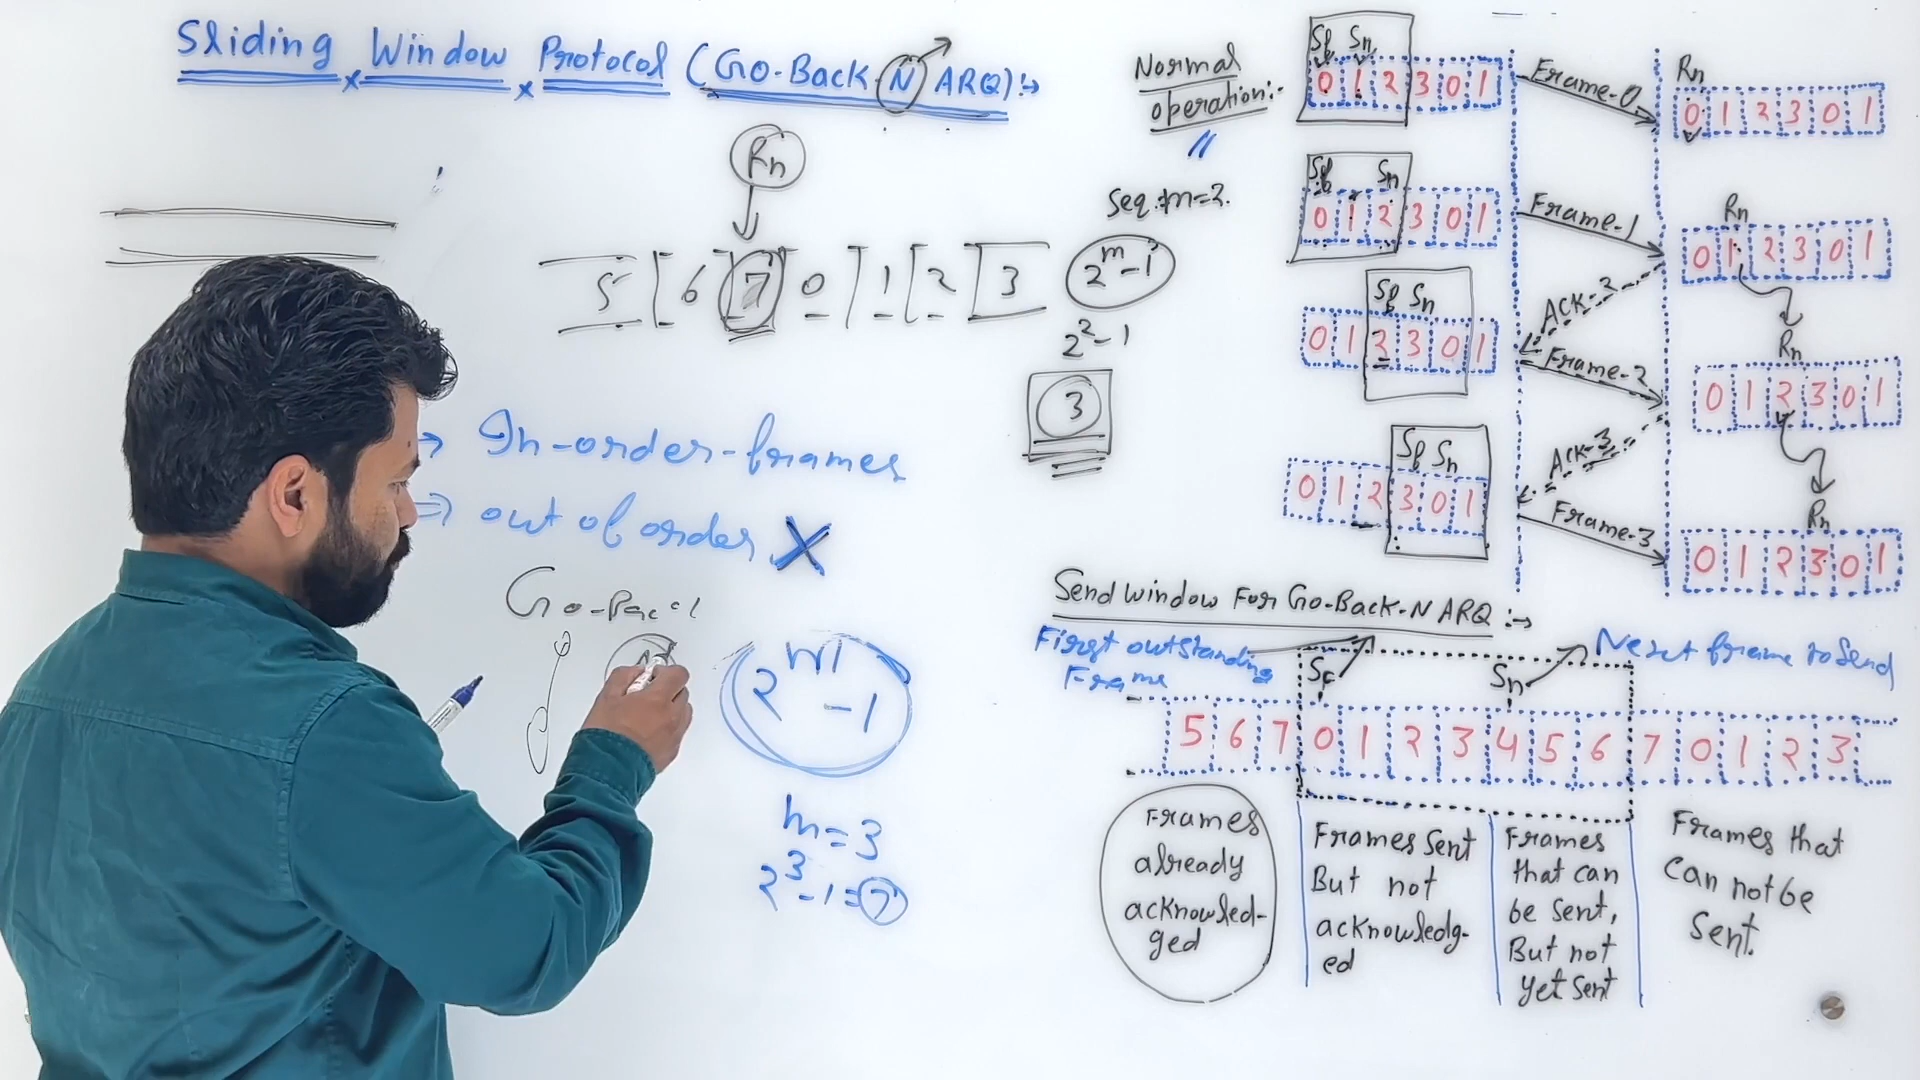 Sliding Window Protocol (Go-Back-N ARQ):→
Rn
5 6 7 0 1 2 3
→ In-order-frames
⇒ out of order X
Go-Back
2^m - 1
m=3
2^3-1=7
Normal
operation:-
Seq. m=2.
2^m-1
2^2-1
3
Sf Sn
0 1 2 3 0 1
Frame-0
Rn
0 1 2 3 0 1
Sf Sn
0 1 2 3 0 1
Frame-1
Rn
0 1 2 3 0 1
ACK-2
Sf Sn
0 1 2 3 0 1
Frame-2
Rn
0 1 2 3 0 1
ACK-3
Sf Sn
0 1 2 3 0 1
Frame-3
Rn
0 1 2 3 0 1
Send Window For Go-Back-N ARQ:→
First outstanding
Frame
Sf
Sn
Next frame to Send
5 6 7 0 1 2 3 4 5 6 7 0 1 2 3
Frames
already
acknowled-
ged
Frames Sent
But not
acknowledg-
ed
Frames
that can
be sent,
But not
yet sent
Frames that
Can not be
Sent.